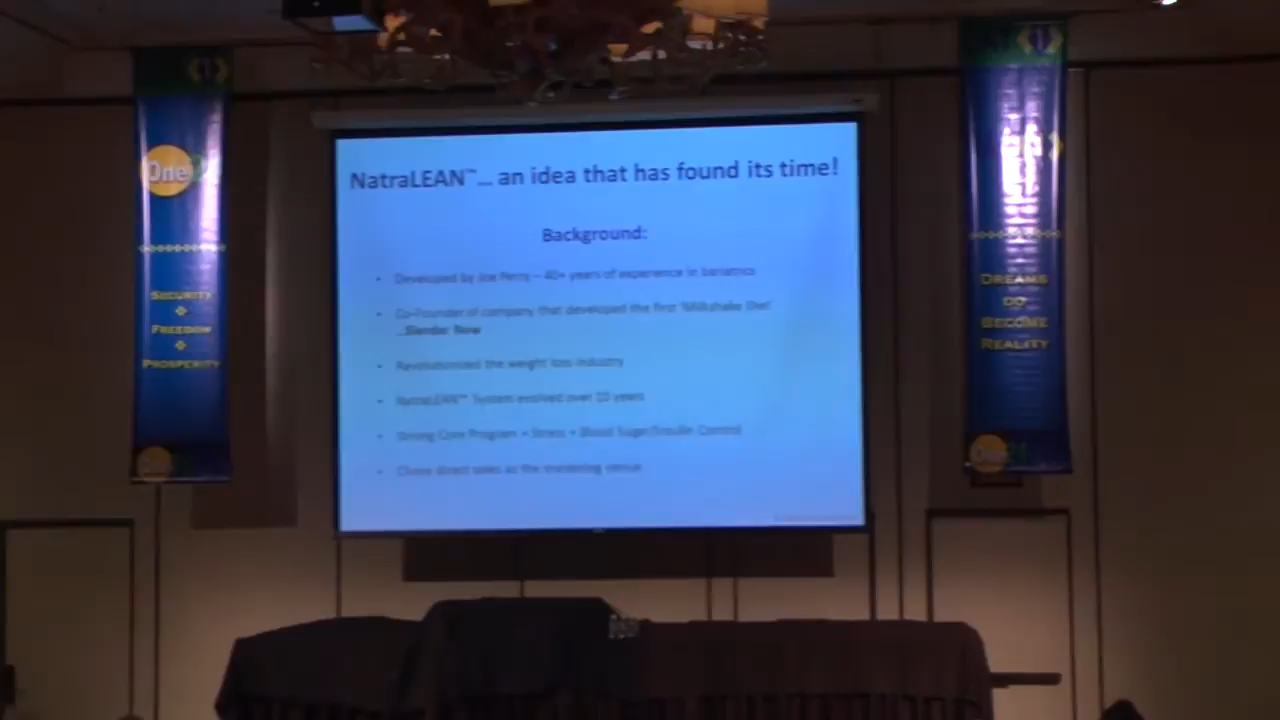 NatraLEAN™... an idea that has found its time!
Background:
• Developed by Joe Perry – 40+ years of experience in bariatrics
• Co-Founder of company that developed the first 'Milkshake Diet'
...Slender Now
• Revolutionized the weight loss industry
• NatraLEAN™ System evolved over 10 years
• Strong Core Program + Stress + Blood Sugar/Insulin Control
• Chose direct sales as the marketing venue
One
SECURITY
FREEDOM
PROSPERITY
One
DREAMS
DO
BECOME
REALITY
One